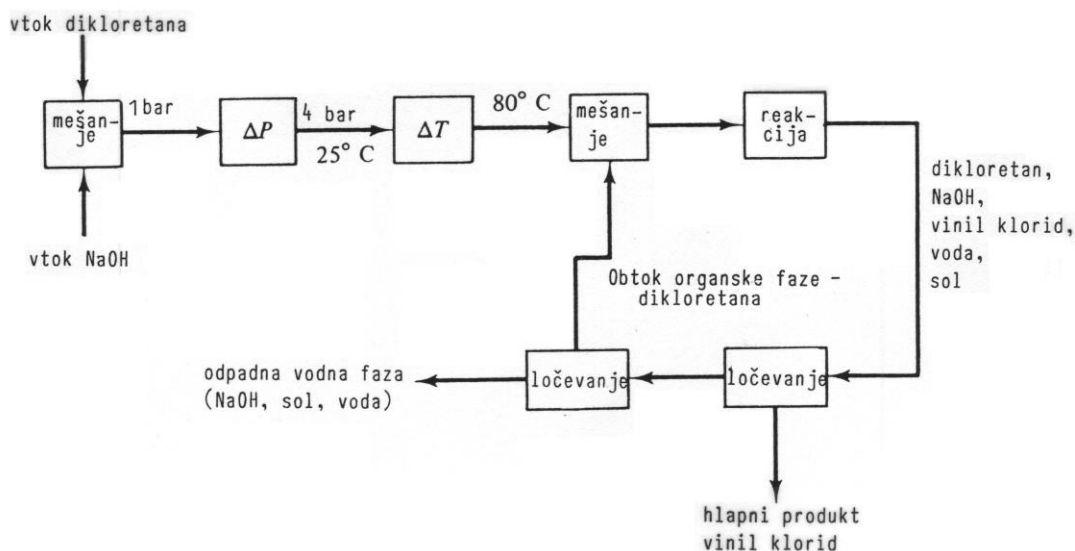 vtok dikloretana
mešan-
je
1 bar
ΔP
4 bar
25° C
ΔT
80° C
mešan-
je
reak-
cija
vtok NaOH
dikloretan,
NaOH,
vinil klorid,
voda,
sol
Obtok organske faze –
dikloretana
odpadna vodna faza
(NaOH, sol, voda)
ločevanje
ločevanje
hlapni produkt
vinil klorid